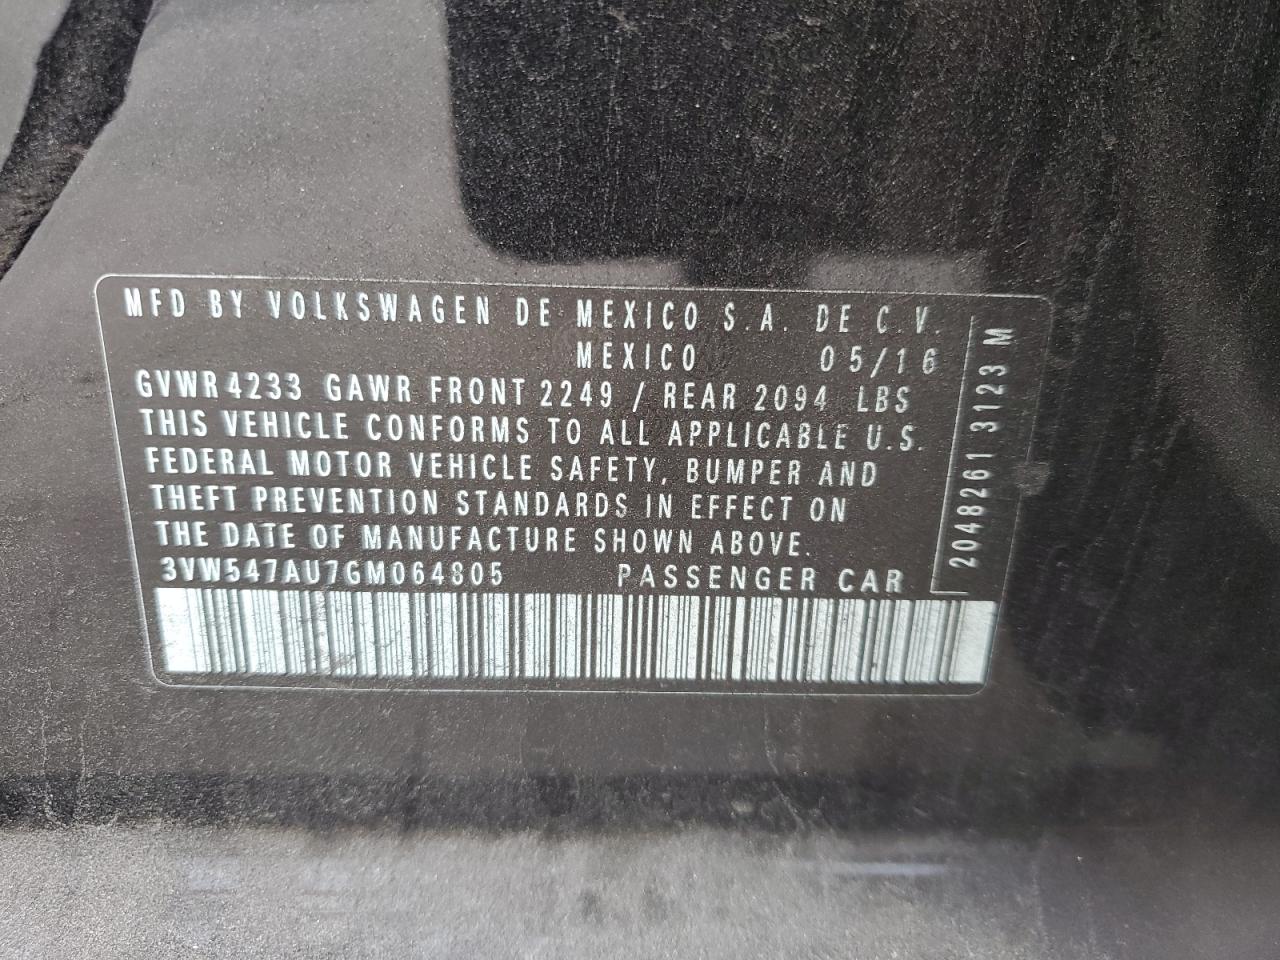 MFD BY VOLKSWAGEN DE MEXICO S.A. DE C.V.
MEXICO 05/16
GVWR 4233 GAWR FRONT 2249 / REAR 2094 LBS
THIS VEHICLE CONFORMS TO ALL APPLICABLE U.S.
FEDERAL MOTOR VEHICLE SAFETY, BUMPER AND
THEFT PREVENTION STANDARDS IN EFFECT ON
THE DATE OF MANUFACTURE SHOWN ABOVE.
3VW547AU7GM064805 PASSENGER CAR
2048261 3123 M